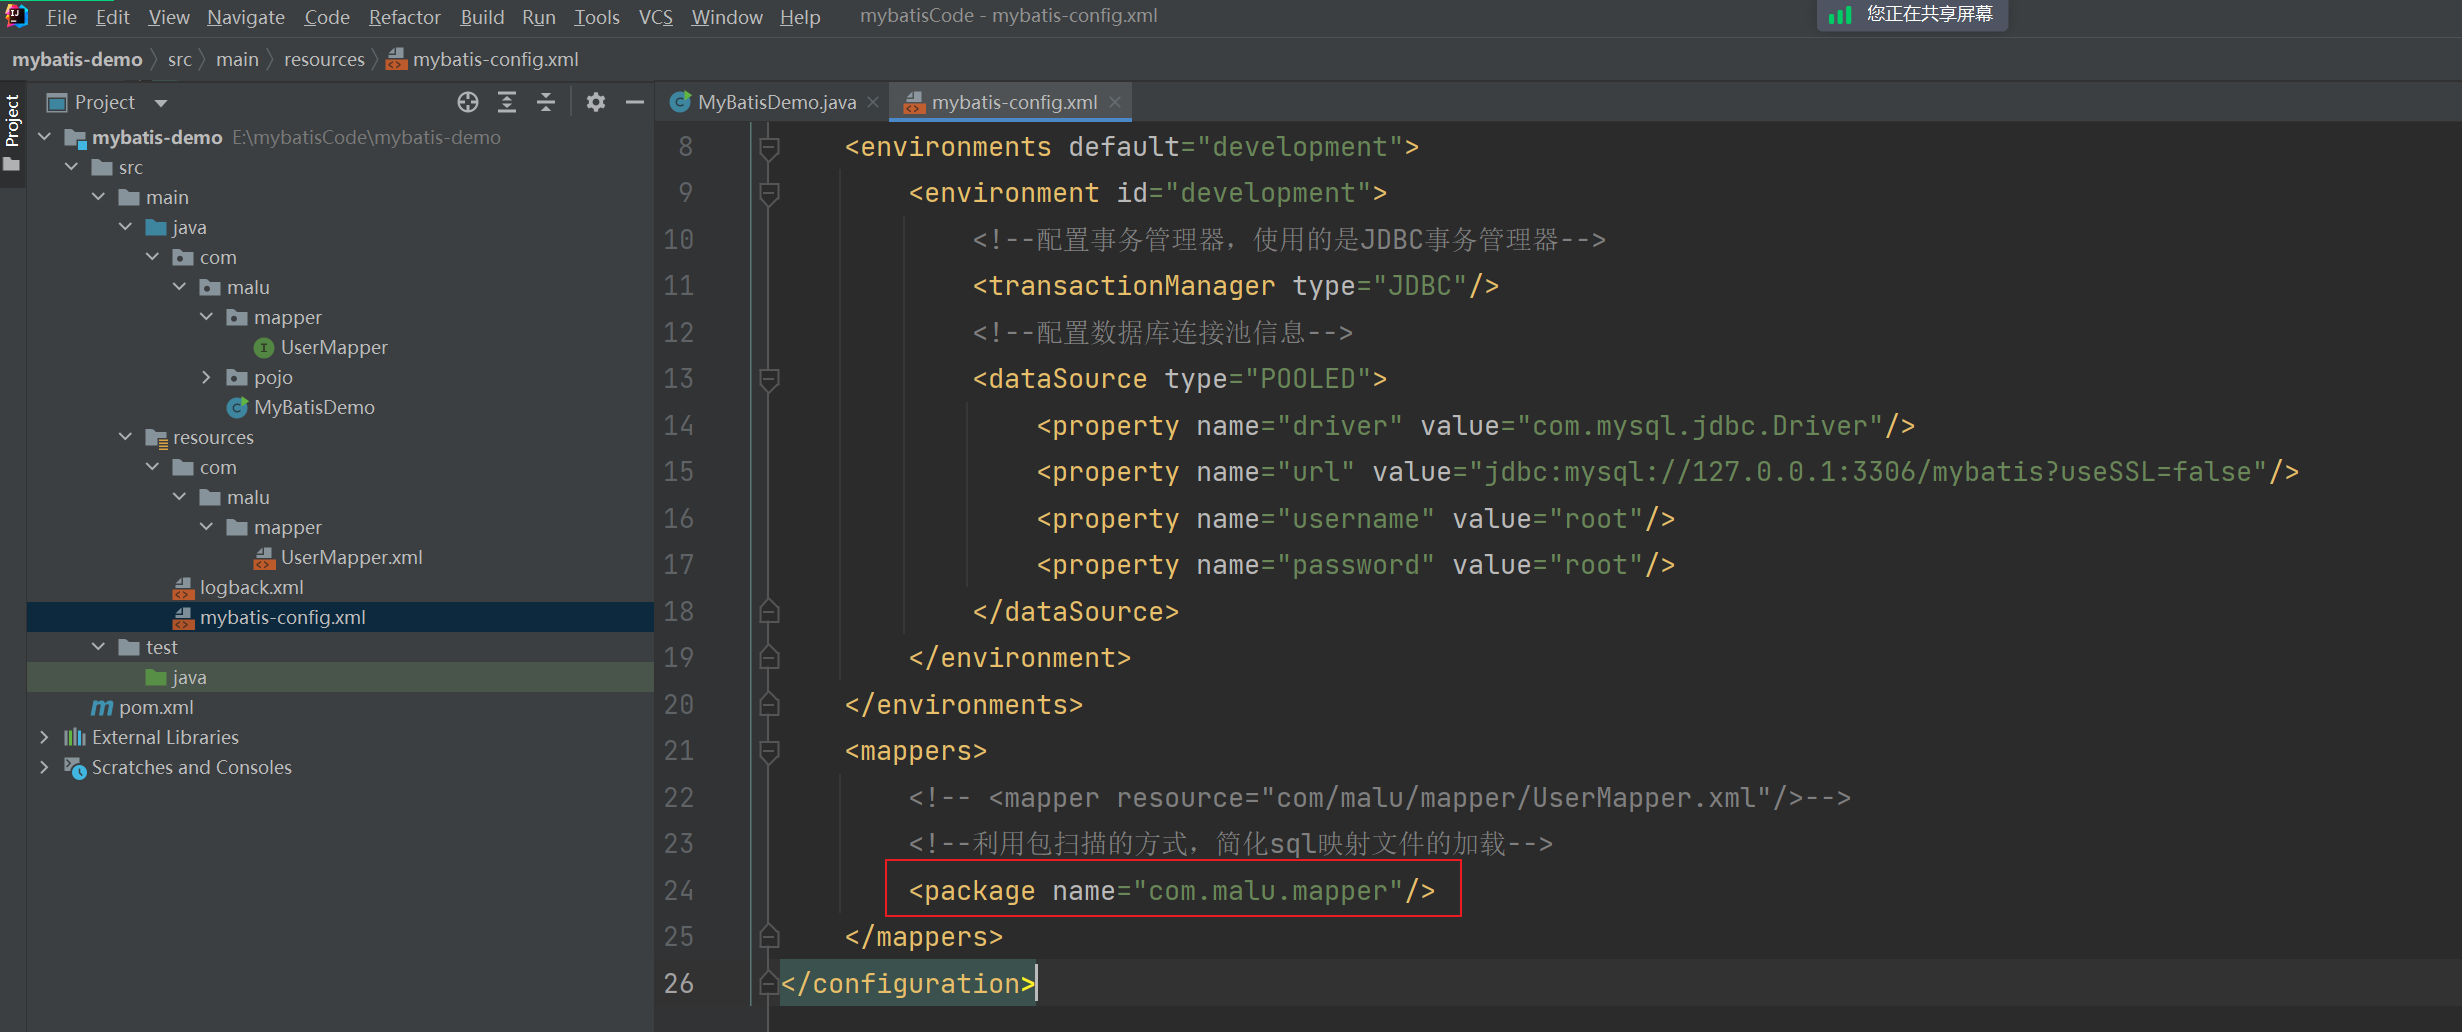 File Edit View Navigate Code Refactor Build Run Tools VCS Window Help mybatisCode - mybatis-config.xml 您正在共享屏幕
mybatis-demo src main resources mybatis-config.xml
Project
Project
mybatis-demo E:\mybatisCode\mybatis-demo
src
main
java
com
malu
mapper
UserMapper
pojo
MyBatisDemo
resources
com
malu
mapper
UserMapper.xml
logback.xml
mybatis-config.xml
test
java
pom.xml
External Libraries
Scratches and Consoles
MyBatisDemo.java mybatis-config.xml
8 <environments default="development">
9 <environment id="development">
10 <!--配置事务管理器，使用的是JDBC事务管理器-->
11 <transactionManager type="JDBC"/>
12 <!--配置数据库连接池信息-->
13 <dataSource type="POOLED">
14 <property name="driver" value="com.mysql.jdbc.Driver"/>
15 <property name="url" value="jdbc:mysql://127.0.0.1:3306/mybatis?useSSL=false"/>
16 <property name="username" value="root"/>
17 <property name="password" value="root"/>
18 </dataSource>
19 </environment>
20 </environments>
21 <mappers>
22 <!-- <mapper resource="com/malu/mapper/UserMapper.xml"/>-->
23 <!--利用包扫描的方式，简化sql映射文件的加载-->
24 <package name="com.malu.mapper"/>
25 </mappers>
26 </configuration>